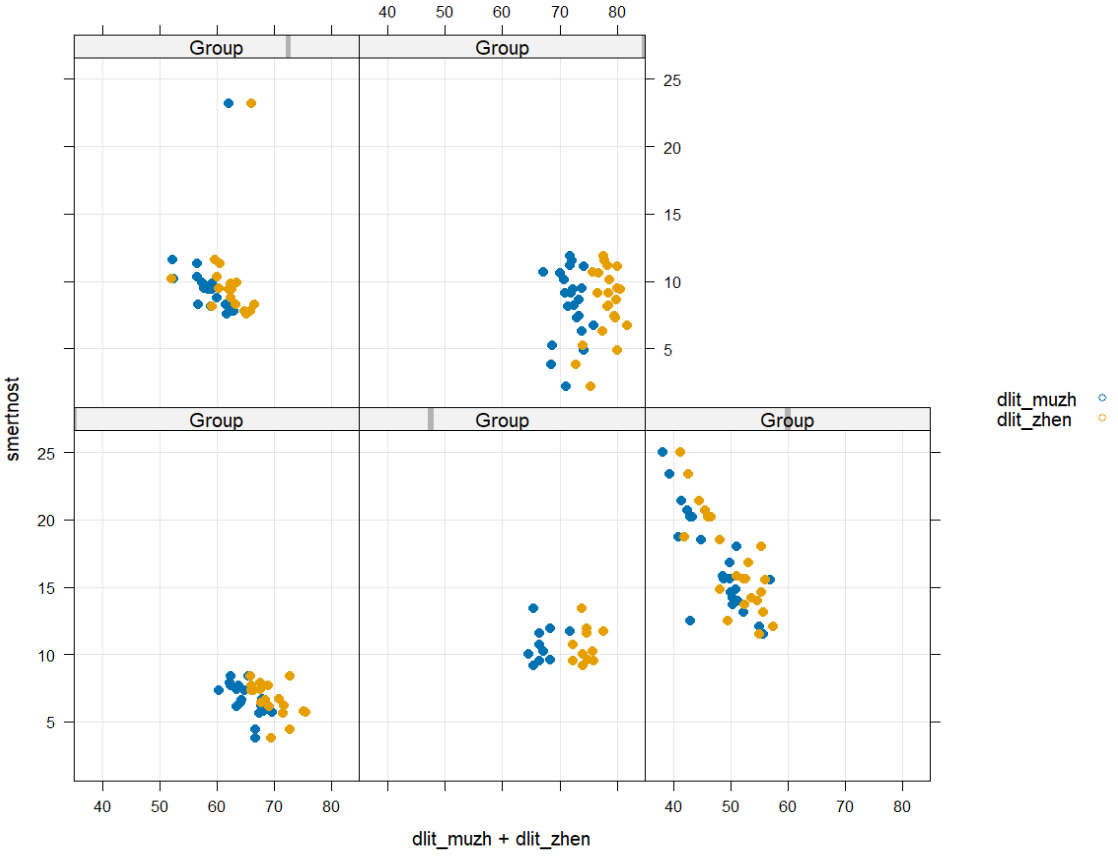 40 50 60 70 80
Group Group
25
20
15
10
5
Group Group Group
25
20
15
10
5
40 50 60 70 80 40 50 60 70 80
smertnost
dlit_muzh + dlit_zhen
dlit_muzh
dlit_zhen